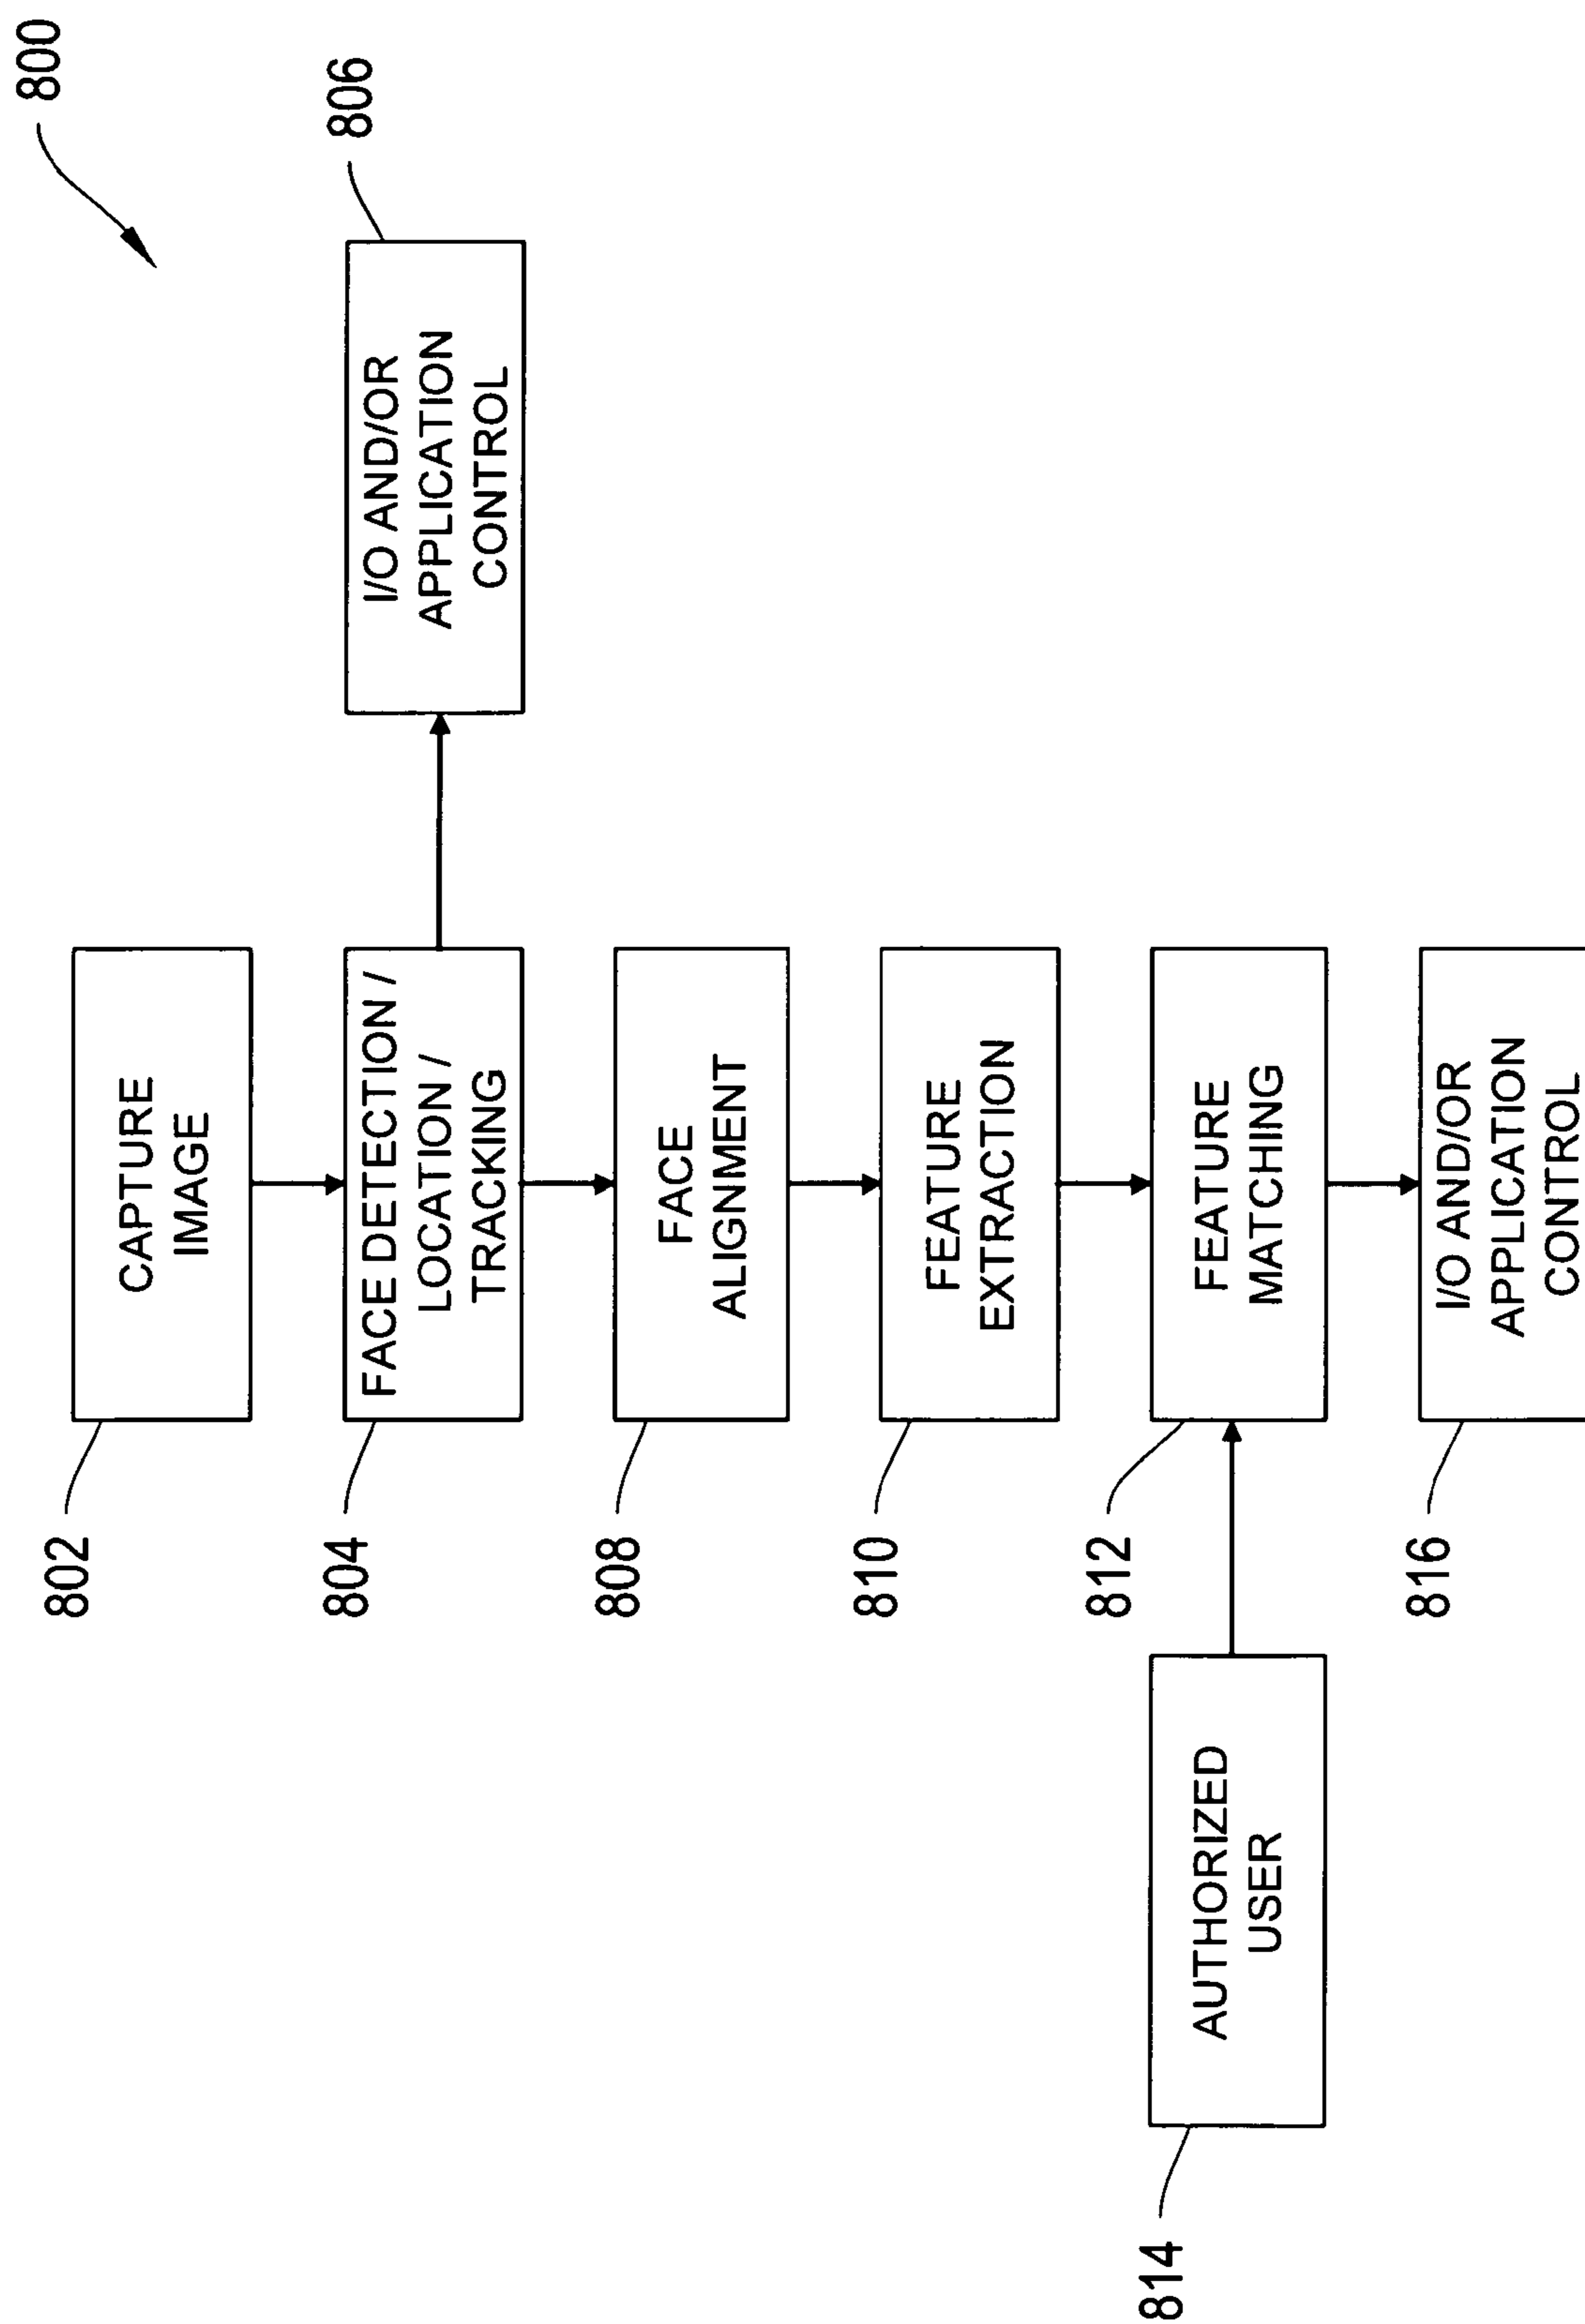 800
802
CAPTURE
IMAGE
804
FACE DETECTION /
LOCATION /
TRACKING
806
I/O AND/OR
APPLICATION
CONTROL
808
FACE
ALIGNMENT
810
FEATURE
EXTRACTION
812
FEATURE
MATCHING
814
AUTHORIZED
USER
816
I/O AND/OR
APPLICATION
CONTROL